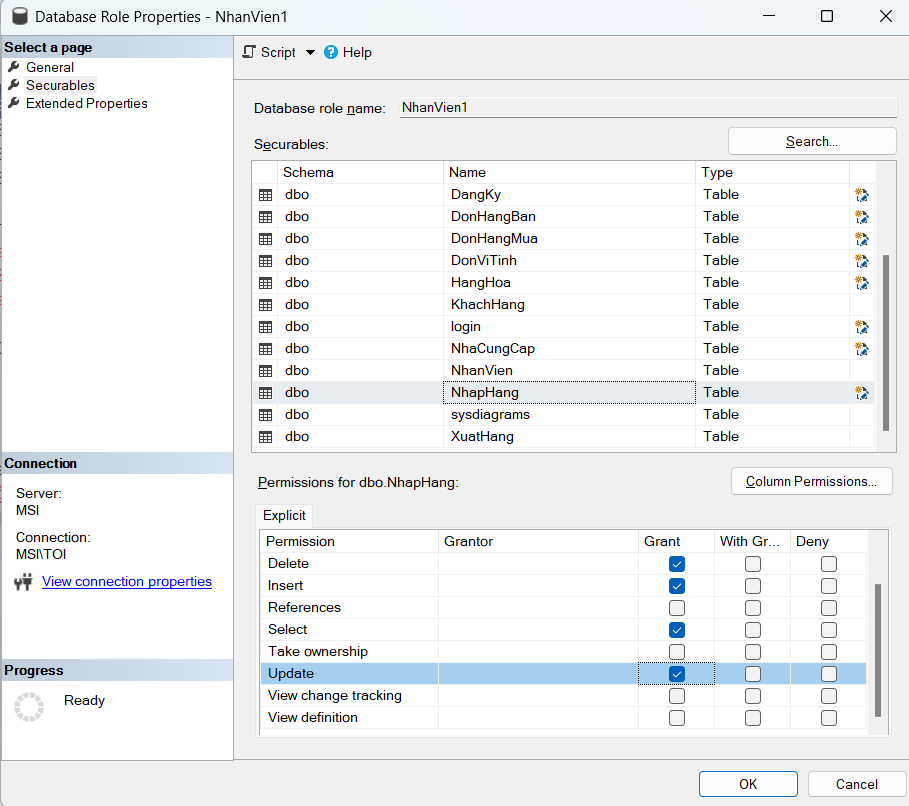 Database Role Properties - NhanVien1
Select a page
General
Securables
Extended Properties
Script
Help
Database role name: NhanVien1
Securables:
Search...
Schema Name Type
dbo DangKy Table
dbo DonHangBan Table
dbo DonHangMua Table
dbo DonViTinh Table
dbo HangHoa Table
dbo KhachHang Table
dbo login Table
dbo NhaCungCap Table
dbo NhanVien Table
dbo NhapHang Table
dbo sysdiagrams Table
dbo XuatHang Table
Connection
Server:
MSI
Connection:
MSI\TOI
View connection properties
Permissions for dbo.NhapHang:
Column Permissions...
Explicit
Permission Grantor Grant With Gr... Deny
Delete
Insert
References
Select
Take ownership
Update
View change tracking
View definition
Progress
Ready
OK
Cancel